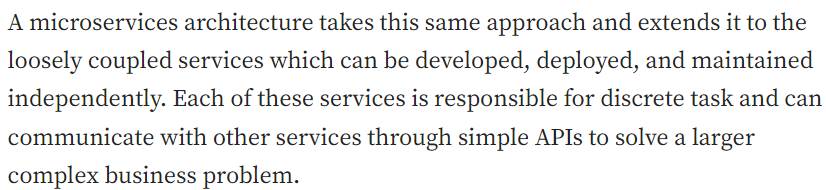 A microservices architecture takes this same approach and extends it to the
loosely coupled services which can be developed, deployed, and maintained
independently. Each of these services is responsible for discrete task and can
communicate with other services through simple APIs to solve a larger
complex business problem.